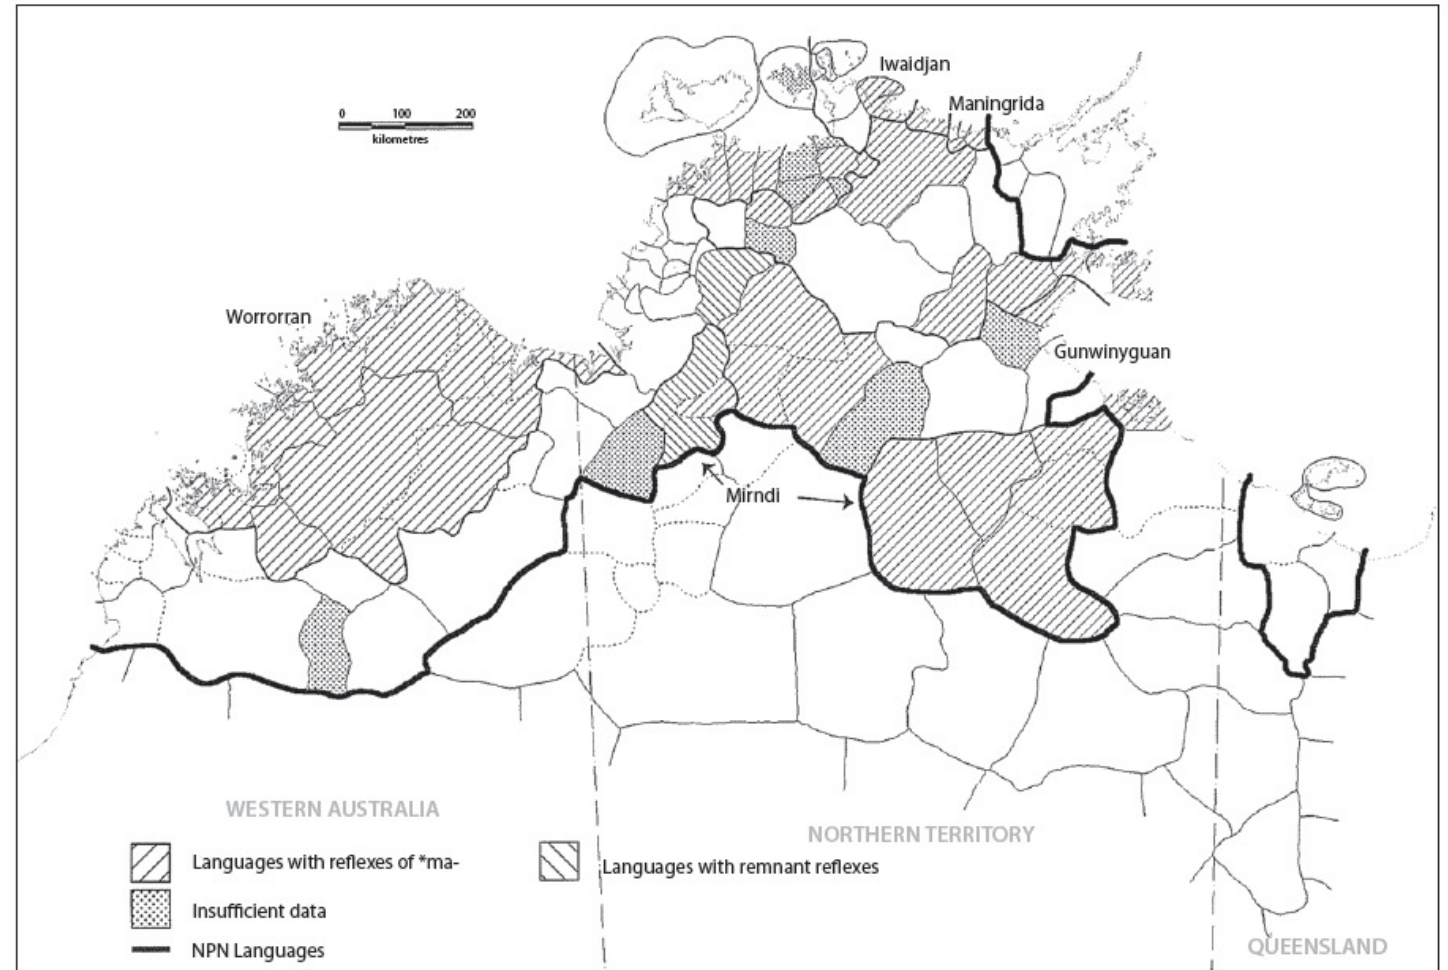 Iwaidjan
Maningrida
0 100 200
kilometres
Worrorran
Gunwinyguan
Mirndi
WESTERN AUSTRALIA
NORTHERN TERRITORY
Languages with reflexes of *ma-
Languages with remnant reflexes
Insufficient data
NPN Languages
QUEENSLAND